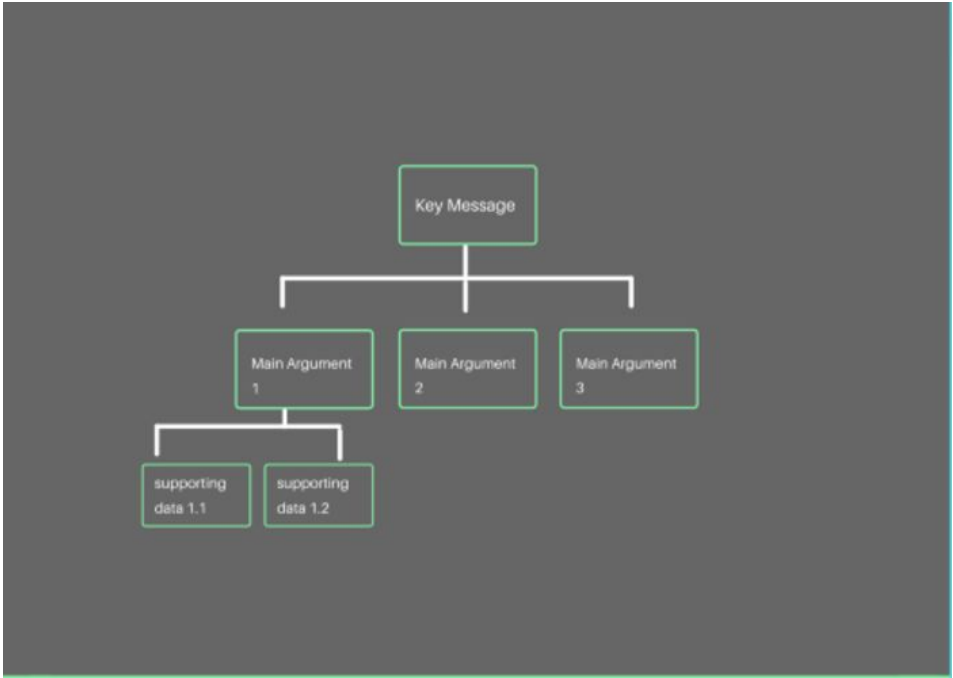 Key Message
Main Argument
1
Main Argument
2
Main Argument
3
supporting
data 1.1
supporting
data 1.2